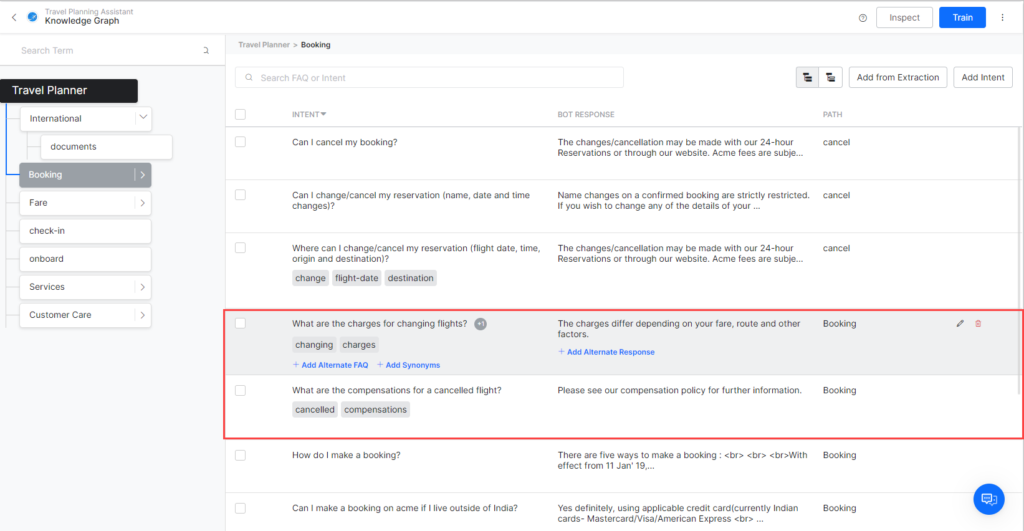 Travel Planning Assistant
Knowledge Graph
Inspect
Train
Search Term
Travel Planner > Booking
Travel Planner
International
documents
Booking
Fare
check-in
onboard
Services
Customer Care
Search FAQ or Intent
Add from Extraction
Add Intent
INTENT
BOT RESPONSE
PATH
Can I cancel my booking?
The changes/cancellation may be made with our 24-hour
Reservations or through our website. Acme fees are subje...
cancel
Can I change/cancel my reservation (name, date and time
changes)?
Name changes on a confirmed booking are strictly restricted.
If you wish to change any of the details of your ...
cancel
Where can I change/cancel my reservation (flight date, time,
origin and destination)?
change flight-date destination
The changes/cancellation may be made with our 24-hour
Reservations or through our website. Acme fees are subje...
cancel
What are the charges for changing flights? +1
changing charges
+ Add Alternate FAQ + Add Synonyms
The charges differ depending on your fare, route and other
factors.
+ Add Alternate Response
Booking
What are the compensations for a cancelled flight?
cancelled compensations
Please see our compensation policy for further information.
Booking
How do I make a booking?
There are five ways to make a booking : <br> <br> <br>With
effect from 11 Jan' 19,...
Booking
Can I make a booking on acme if I live outside of India?
Yes definitely, using applicable credit card(currently Indian
cards- Mastercard/Visa/American Express <br> ...
Booking